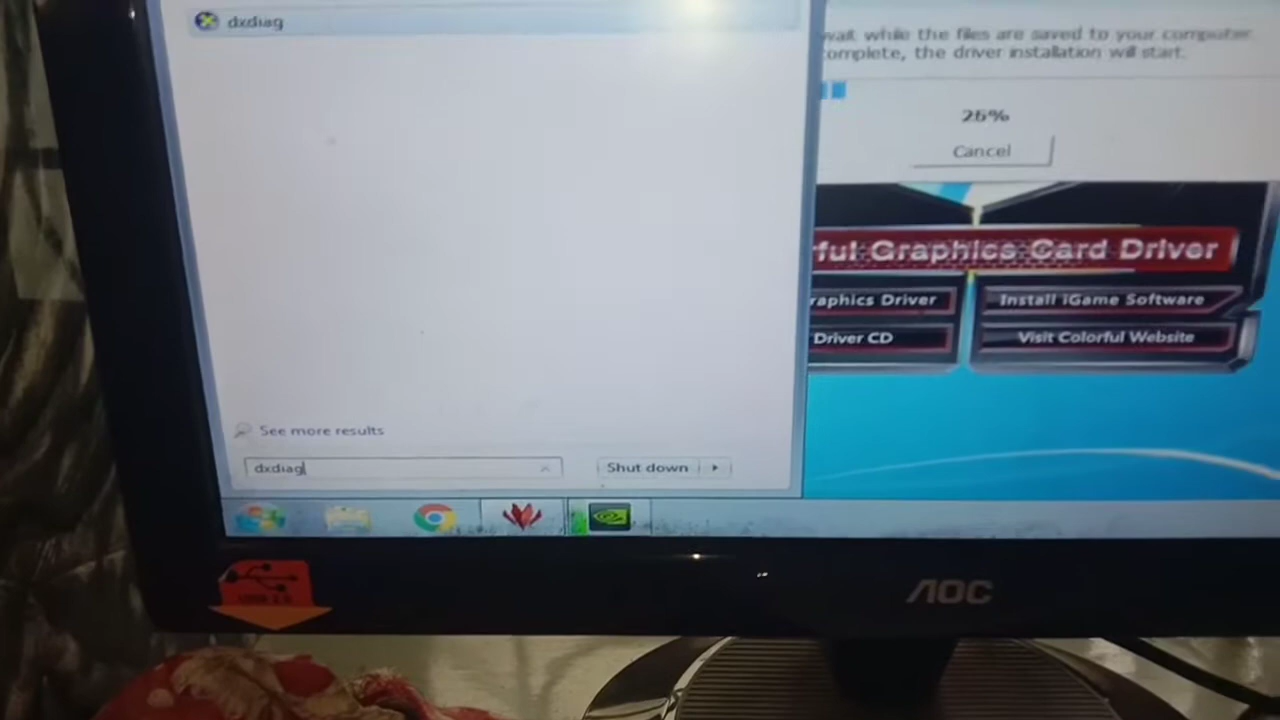 dxdiag
wait while the files are saved to your computer
complete, the driver installation will start.
25%
Cancel
ful Graphics Card Driver
raphics Driver
Install iGame Software
Driver CD
Visit Colorful Website
See more results
dxdiag
Shut down
AOC